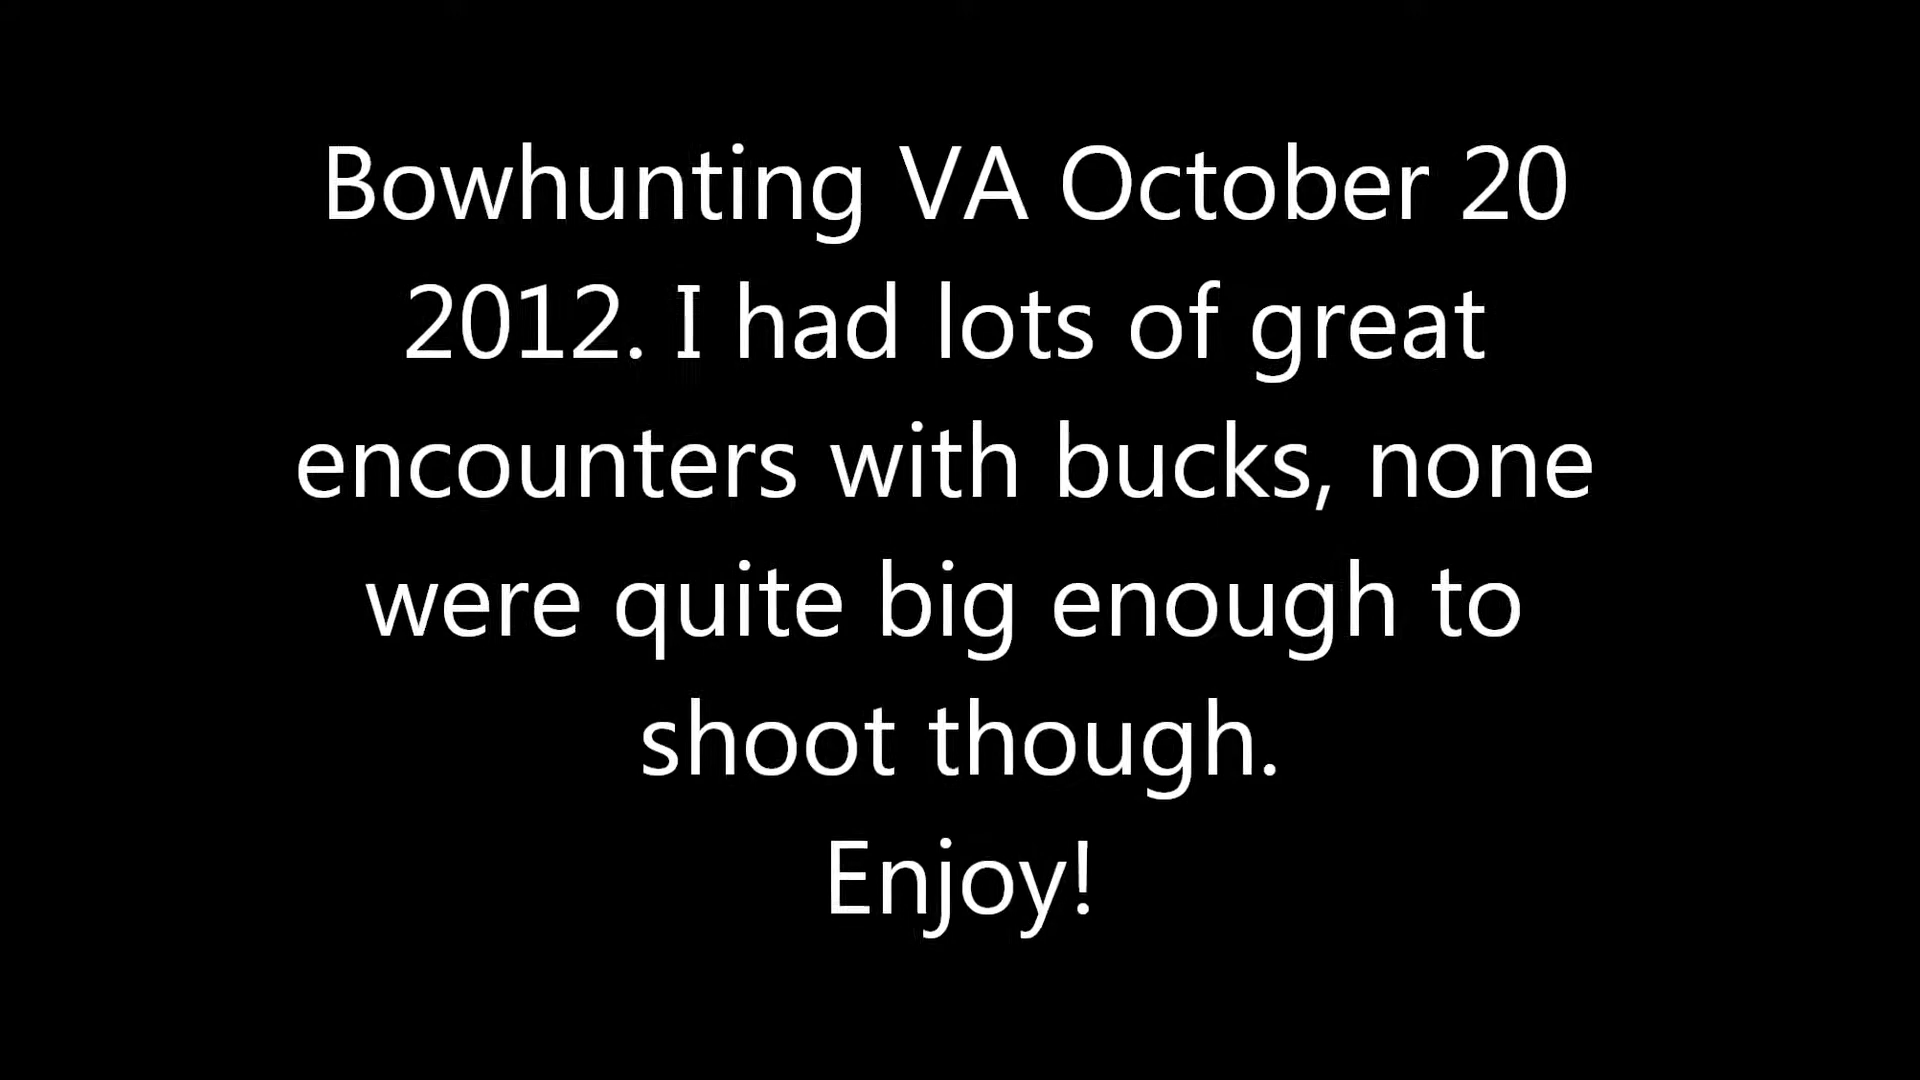 Bowhunting VA October 20
2012. I had lots of great
encounters with bucks, none
were quite big enough to
shoot though.
Enjoy!